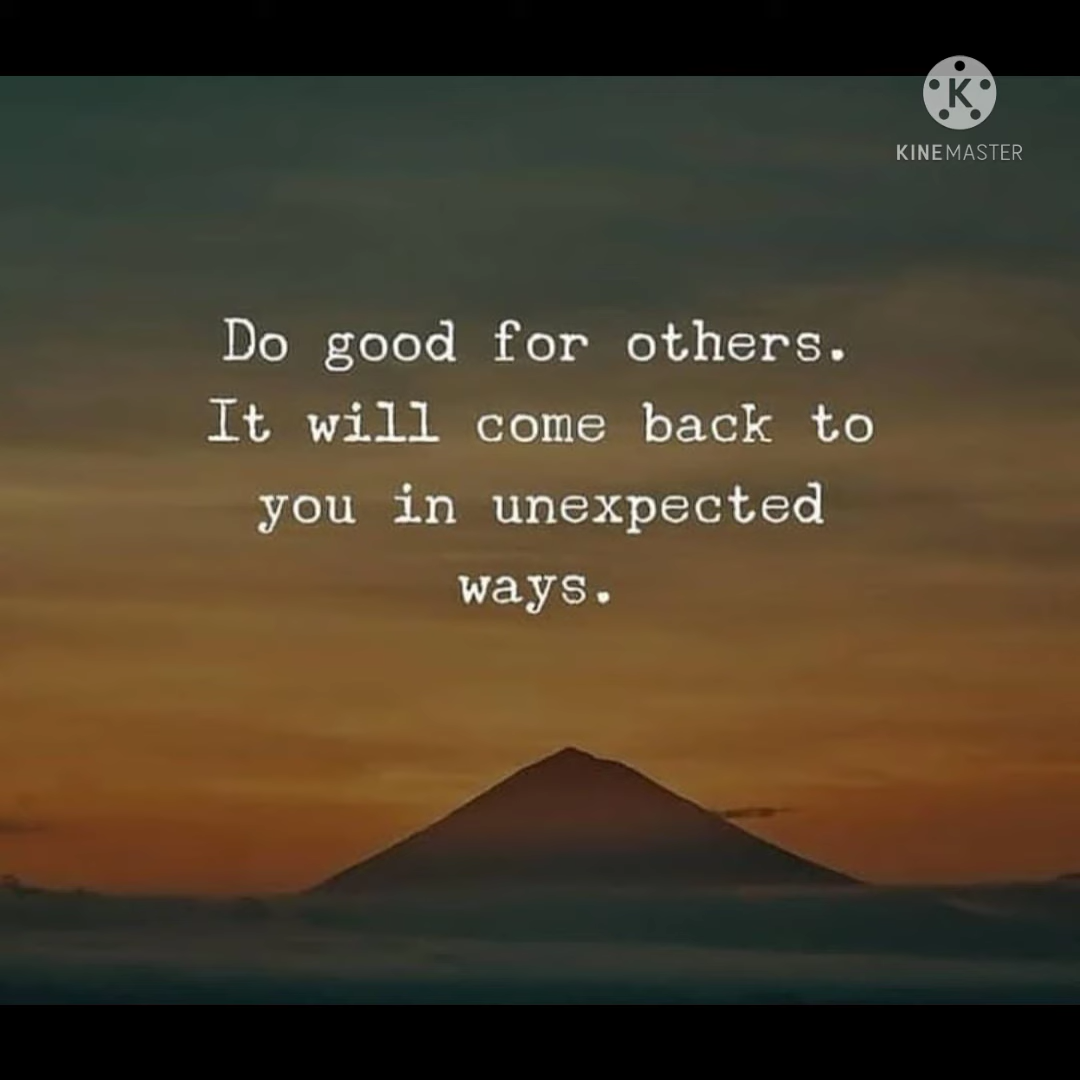 K
KINEMASTER
Do good for others.
It will come back to
you in unexpected
ways.